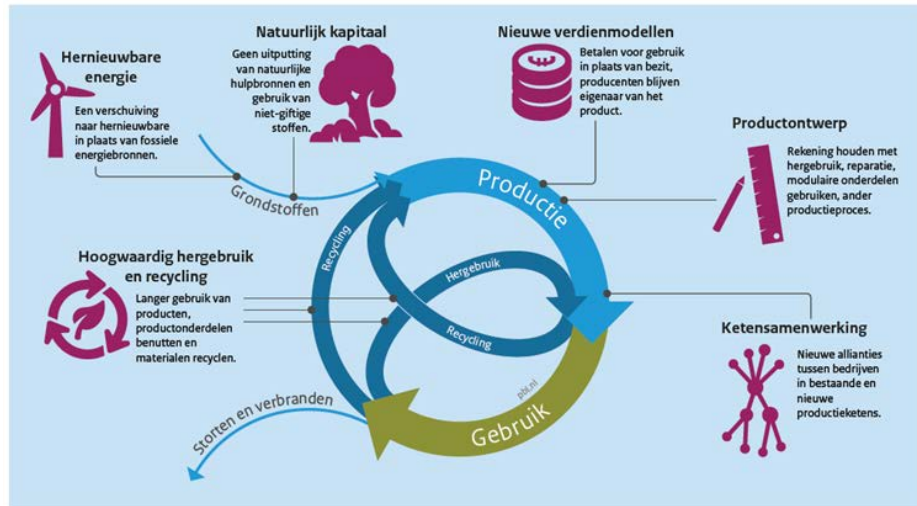 Hernieuwbare
energie
Een verschuiving
naar hernieuwbare
in plaats van fossiele
energiebronnen.
Natuurlijk kapitaal
Geen uitputting
van natuurlijke
hulpbronnen en
gebruik van
niet-giftige
stoffen.
Nieuwe verdienmodellen
Betalen voor gebruik
in plaats van bezit,
producenten blijven
eigenaar van het
product.
Productontwerp
Rekening houden met
hergebruik, reparatie,
modulaire onderdelen
gebruiken, ander
productieproces.
Grondstoffen
Productie
Recycling
Hergebruik
Recycling
Hoogwaardig hergebruik
en recycling
Langer gebruik van
producten,
productonderdelen
benutten en
materialen recyclen.
Ketensamenwerking
Nieuwe allianties
tussen bedrijven
in bestaande en
nieuwe
productieketens.
pbl.nl
Gebruik
Storten en verbranden